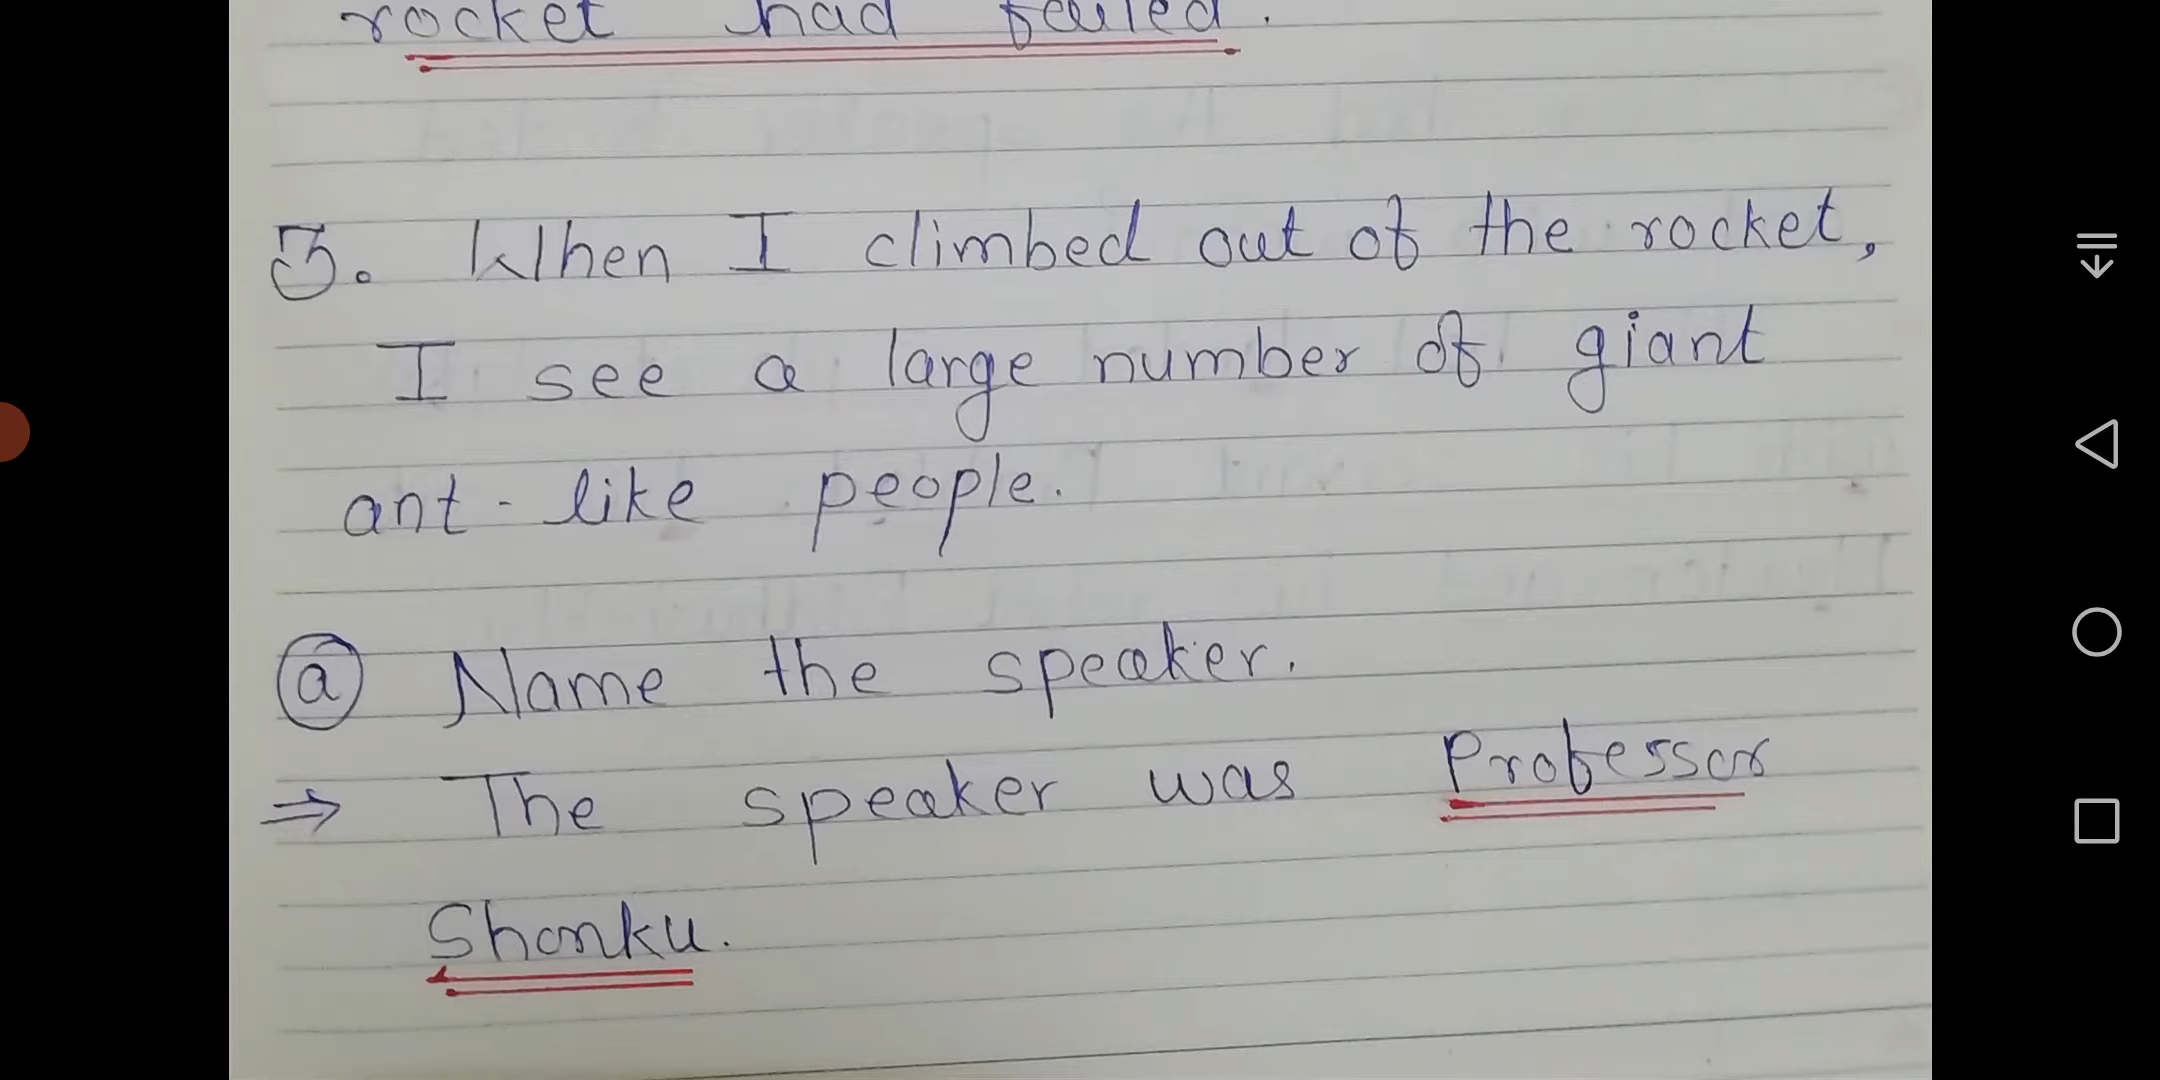 rocket had failed.
3. When I climbed out of the rocket,
I see a large number of giant
ant-like people.
(a) Name the speaker.
⇒ The speaker was Professor
Shonku.